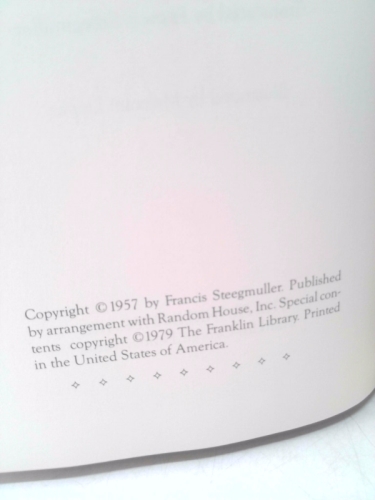 Copyright ©1957 by Francis Steegmuller. Published
by arrangement with Random House, Inc. Special con-
tents copyright ©1979 The Franklin Library. Printed
in the United States of America.